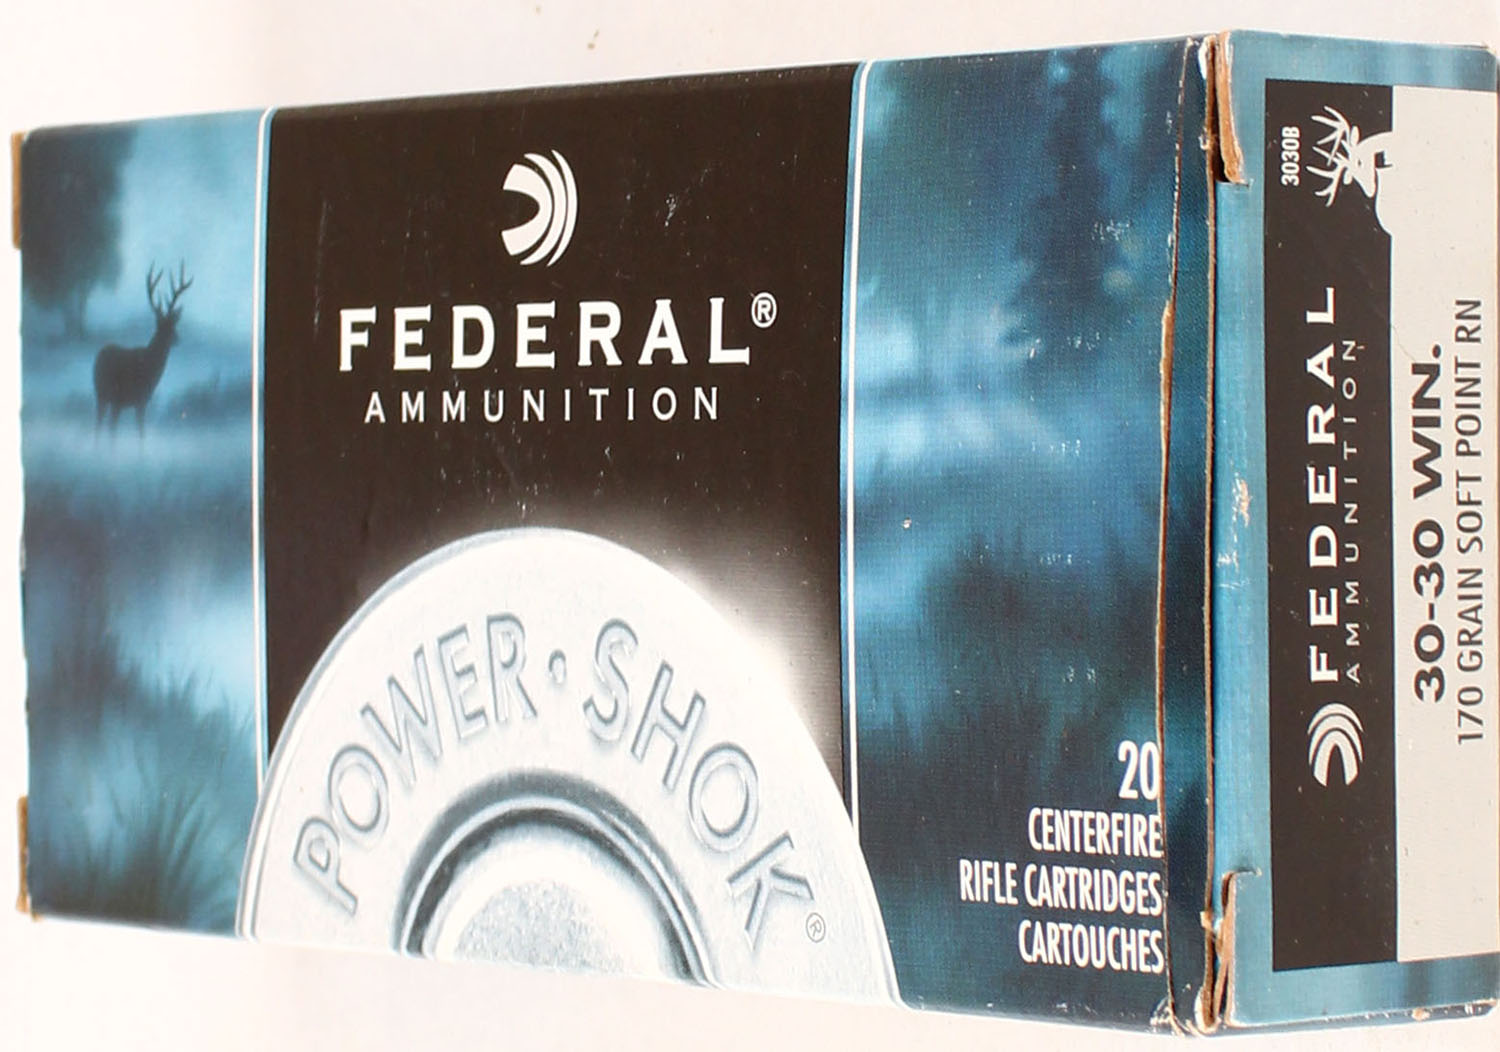 FEDERAL®
AMMUNITION
POWER·SHOK®
20
CENTERFIRE
RIFLE CARTRIDGES
CARTOUCHES
3030B
FEDERAL
AMMUNITION
30-30 WIN.
170 GRAIN SOFT POINT RN